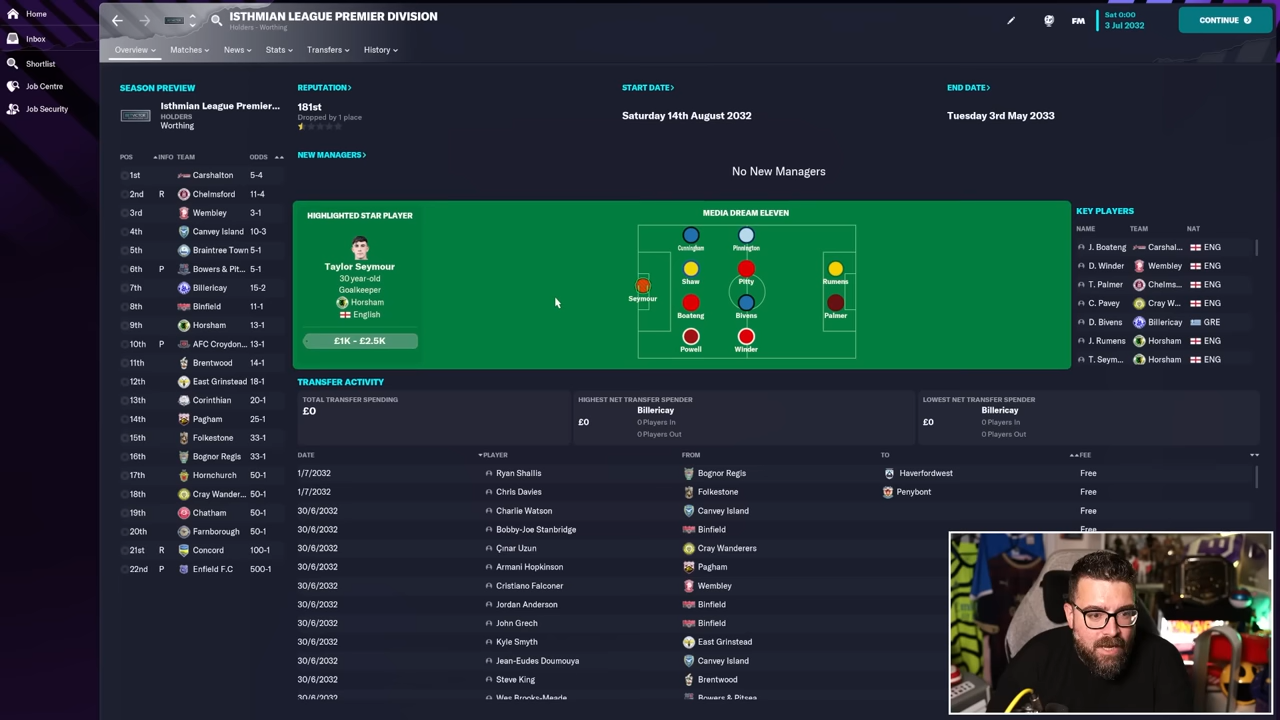 Home
Inbox
Shortlist
Job Centre
Job Security
ISTHMIAN LEAGUE PREMIER DIVISION
Holders - Worthing
FM
Sat 0:00
3 Jul 2032
CONTINUE
Overview Matches News Stats Transfers History
SEASON PREVIEW
Isthmian League Premier...
HOLDERS
Worthing
POS INFO TEAM ODDS
1st Carshalton 5-4
2nd R Chelmsford 11-4
3rd Wembley 3-1
4th Canvey Island 10-3
5th Braintree Town 5-1
6th P Bowers & Pit... 5-1
7th Billericay 15-2
8th Binfield 11-1
9th Horsham 13-1
10th P AFC Croydon... 13-1
11th Brentwood 14-1
12th East Grinstead 18-1
13th Corinthian 20-1
14th Pagham 25-1
15th Folkestone 33-1
16th Bognor Regis 33-1
17th Hornchurch 50-1
18th Cray Wander... 50-1
19th Chatham 50-1
20th Farnborough 50-1
21st R Concord 100-1
22nd P Enfield F.C 500-1
REPUTATION>
181st
Dropped by 1 place
START DATE>
Saturday 14th August 2032
END DATE>
Tuesday 3rd May 2033
NEW MANAGERS>
No New Managers
HIGHLIGHTED STAR PLAYER
Taylor Seymour
30 year-old
Goalkeeper
Horsham
English
£1K - £2.5K
MEDIA DREAM ELEVEN
Cunningham Pinnington
Shaw Pitty Rumens
Seymour
Boateng Bivens Palmer
Powell Winder
KEY PLAYERS
NAME TEAM NAT
J. Boateng Carshal... ENG
D. Winder Wembley ENG
T. Palmer Chelms... ENG
C. Pavey Cray W... ENG
D. Bivens Billericay GRE
J. Rumens Horsham ENG
T. Seym... Horsham ENG
TRANSFER ACTIVITY
TOTAL TRANSFER SPENDING
£0
HIGHEST NET TRANSFER SPENDER
Billericay
£0
0 Players In
0 Players Out
LOWEST NET TRANSFER SPENDER
Billericay
£0
0 Players In
0 Players Out
DATE PLAYER FROM TO FEE
1/7/2032 Ryan Shallis Bognor Regis Haverfordwest Free
1/7/2032 Chris Davies Folkestone Penybont Free
30/6/2032 Charlie Watson Canvey Island Free
30/6/2032 Bobby-Joe Stanbridge Binfield Free
30/6/2032 Çınar Uzun Cray Wanderers
30/6/2032 Armani Hopkinson Pagham
30/6/2032 Cristiano Falconer Wembley
30/6/2032 Jordan Anderson Binfield
30/6/2032 John Grech Binfield
30/6/2032 Kyle Smyth East Grinstead
30/6/2032 Jean-Eudes Doumouya Canvey Island
30/6/2032 Steve King Brentwood
30/6/2032 Wes Brooks-Meade Bowers & Pitsea